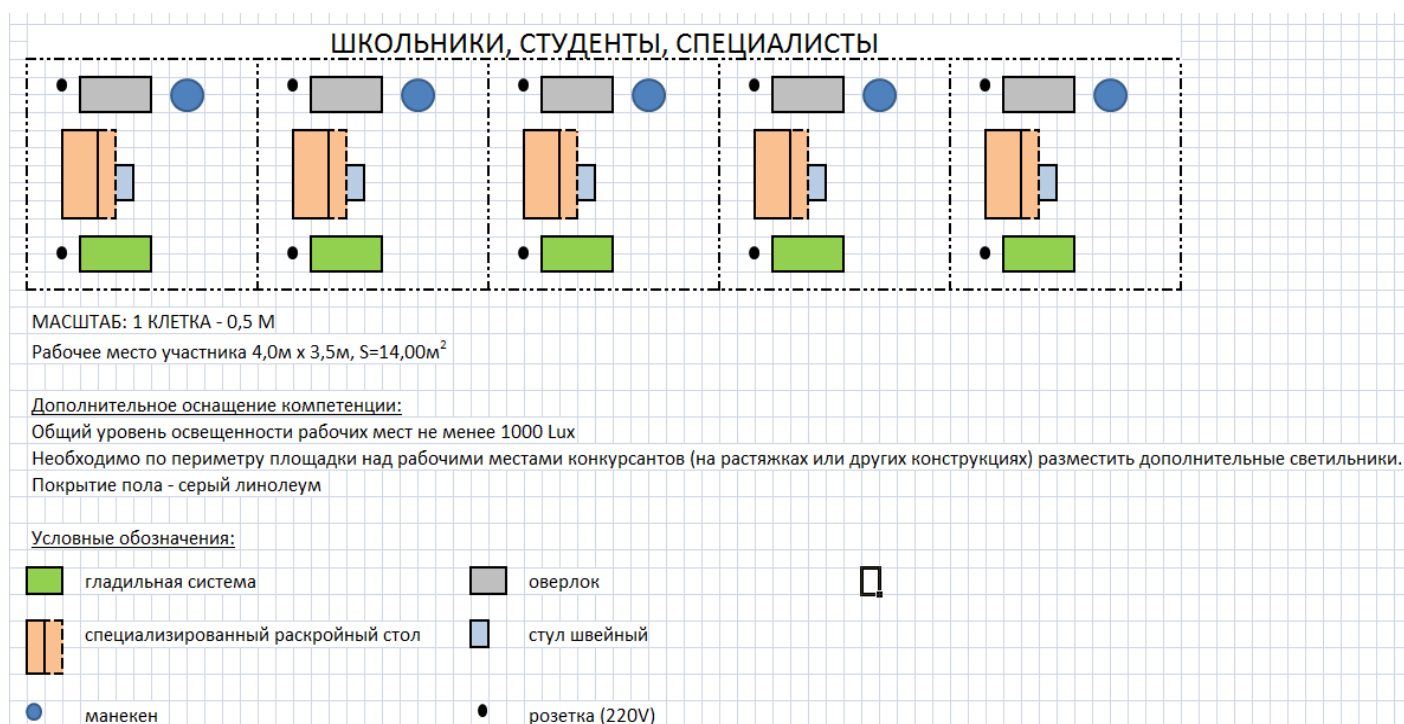 ШКОЛЬНИКИ, СТУДЕНТЫ, СПЕЦИАЛИСТЫ
МАСШТАБ: 1 КЛЕТКА - 0,5 М
Рабочее место участника 4,0м х 3,5м, S=14,00м²
Дополнительное оснащение компетенции:
Общий уровень освещенности рабочих мест не менее 1000 Lux
Необходимо по периметру площадки над рабочими местами конкурсантов (на растяжках или других конструкциях) разместить дополнительные светильники.
Покрытие пола - серый линолеум
Условные обозначения:
гладильная система
оверлок
специализированный раскройный стол
стул швейный
манекен
розетка (220V)